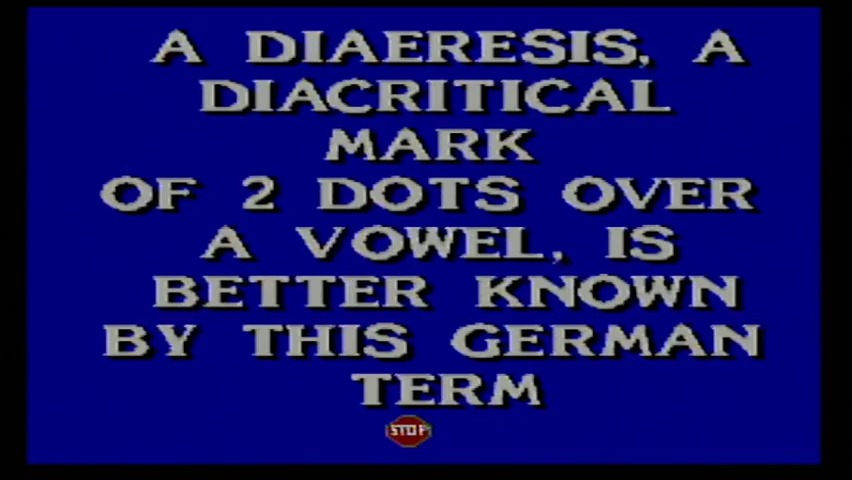 A DIAERESIS, A
DIACRITICAL
MARK
OF 2 DOTS OVER
A VOWEL, IS
BETTER KNOWN
BY THIS GERMAN
TERM
STOP